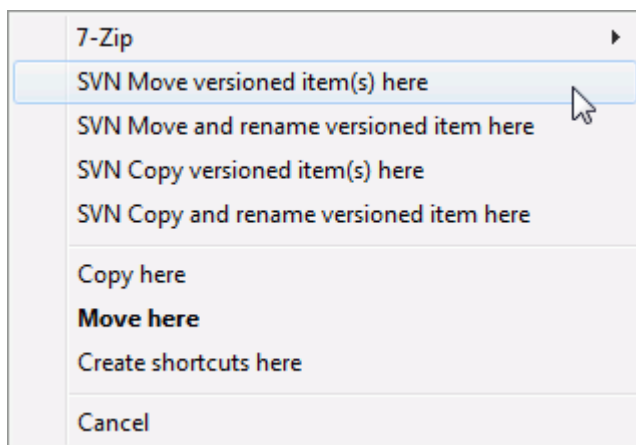 7-Zip
SVN Move versioned item(s) here
SVN Move and rename versioned item here
SVN Copy versioned item(s) here
SVN Copy and rename versioned item here
Copy here
Move here
Create shortcuts here
Cancel